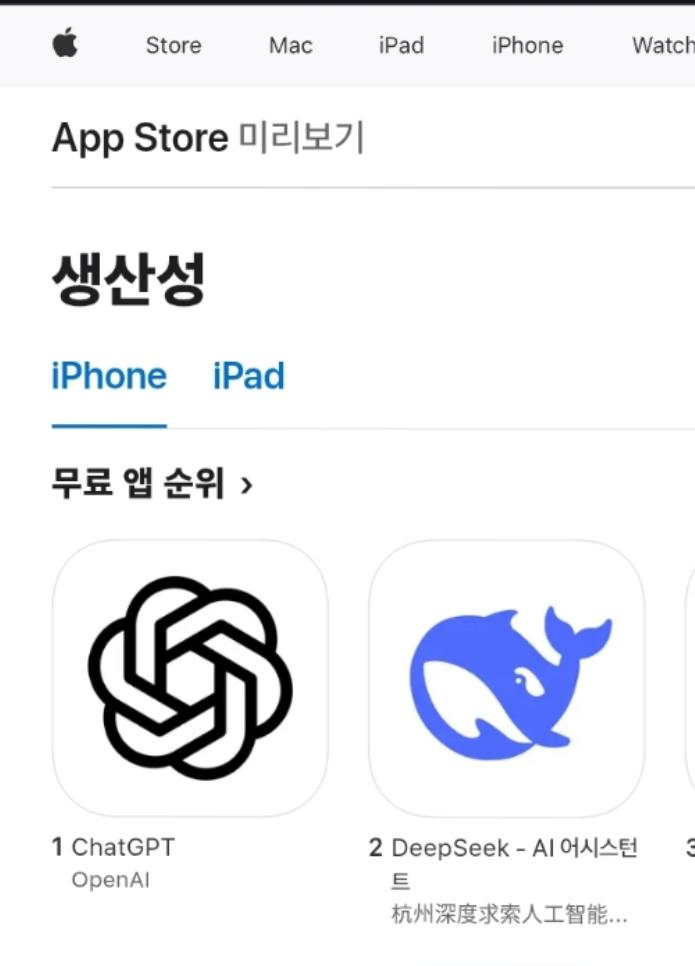 Store Mac iPad iPhone Watch
App Store 미리보기
생산성
iPhone iPad
무료 앱 순위 ›
1 ChatGPT
OpenAI
2 DeepSeek - AI 어시스턴
트
杭州深度求索人工智能...
3